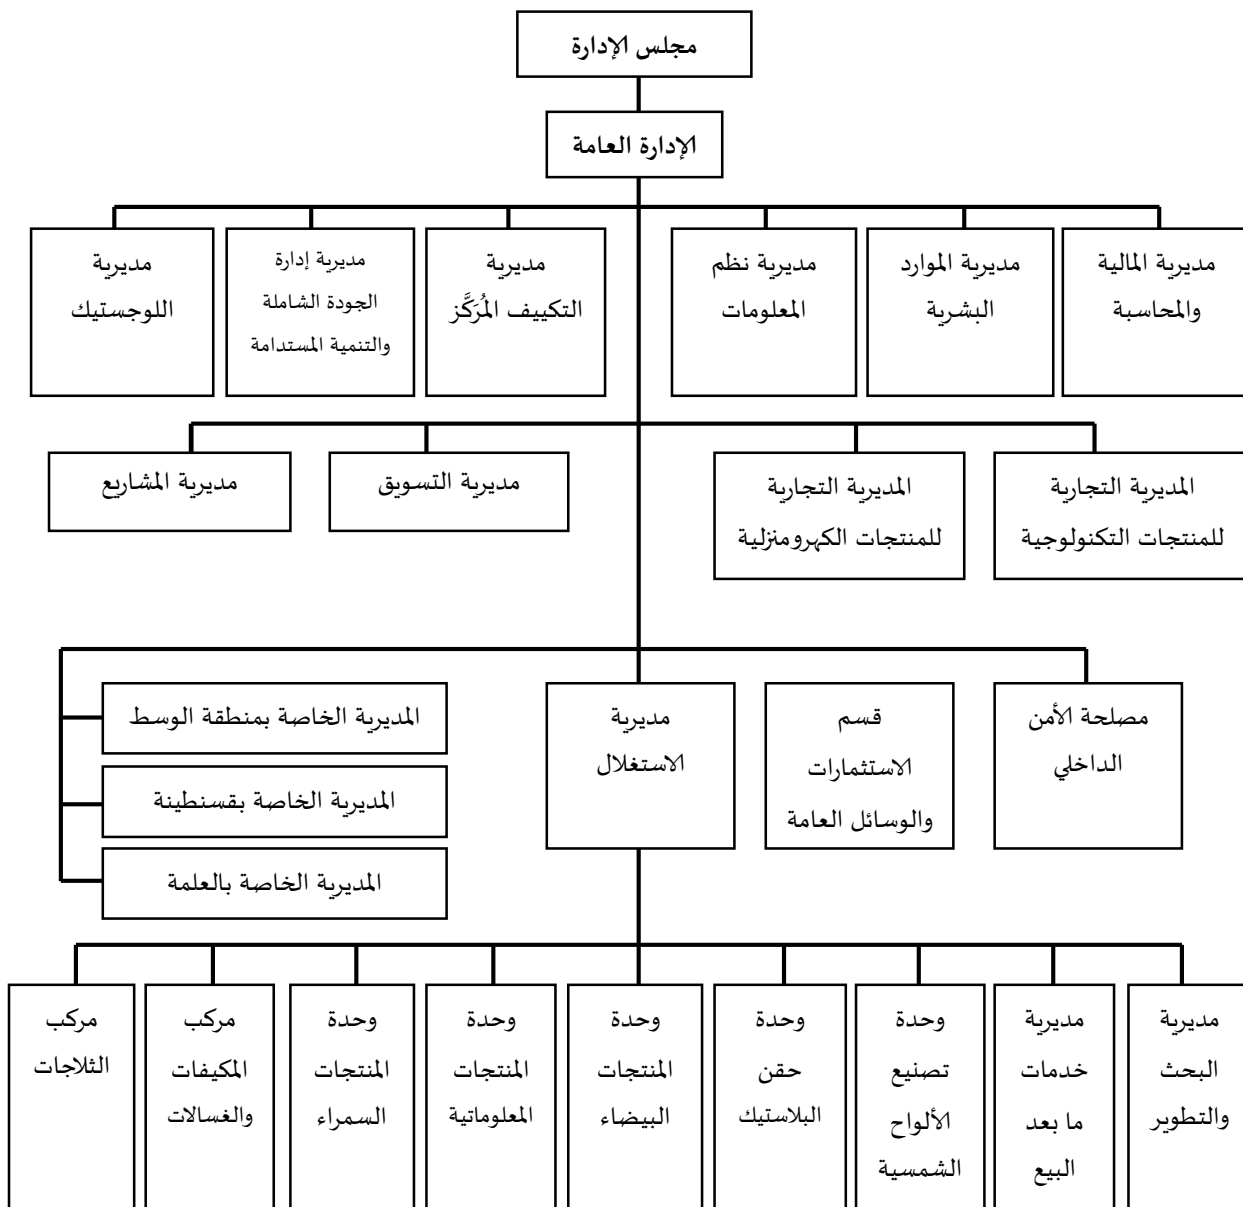 مجلس الإدارة
الإدارة العامة
مديرية المالية
والمحاسبة
مديرية الموارد
البشرية
مديرية نظم
المعلومات
مديرية
التكييف المُرَكَّز
مديرية إدارة
الجودة الشاملة
والتنمية المستدامة
مديرية
اللوجستيك
المديرية التجارية
للمنتجات التكنولوجية
المديرية التجارية
للمنتجات الكهرومنزلية
مديرية التسويق
مديرية المشاريع
مصلحة الأمن
الداخلي
قسم
الاستثمارات
والوسائل العامة
مديرية
الاستغلال
المديرية الخاصة بمنطقة الوسط
المديرية الخاصة بقسنطينة
المديرية الخاصة بالعلمة
مديرية
البحث
والتطوير
مديرية
خدمات
ما بعد
البيع
وحدة
تصنيع
الألواح
الشمسية
وحدة
حقن
البلاستيك
وحدة
المنتجات
البيضاء
وحدة
المنتجات
المعلوماتية
وحدة
المنتجات
السمراء
مركب
المكيفات
والغسالات
مركب
الثلاجات